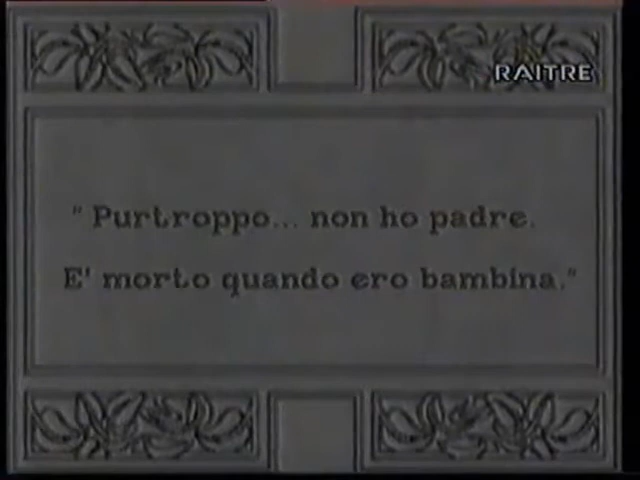 RAITRE
" Purtroppo... non ho padre.
E' morto quando ero bambina."